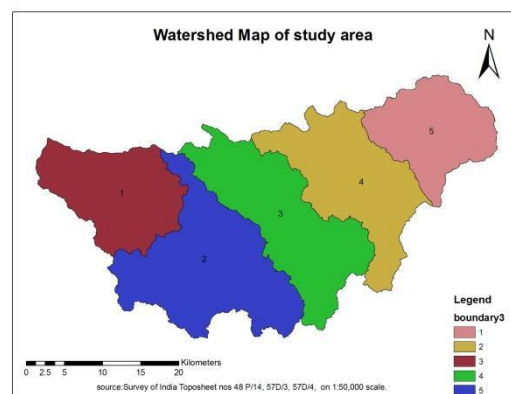 Watershed Map of study area
N
5
4
1
3
2
Legend
boundary3
1
2
3
4
5
Kilometers
0 2.5 5 10 15 20
source:Survey of India Toposheet nos 48 P/14, 57D/3, 57D/4, on 1:50,000 scale.